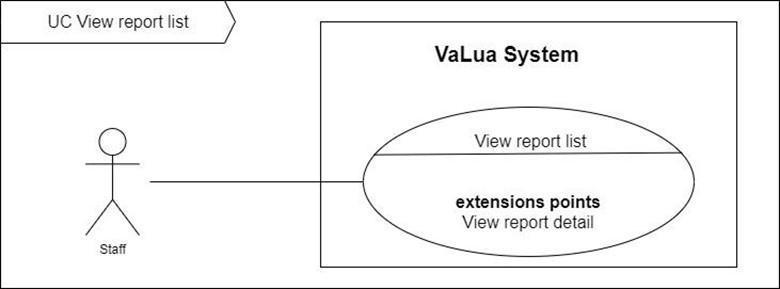 UC View report list
VaLua System
View report list
extensions points
View report detail
Staff